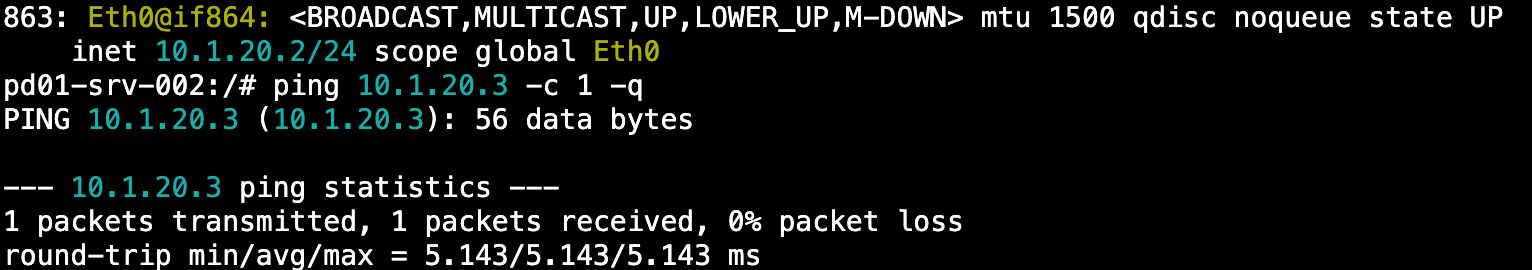 863: Eth0@if864: <BROADCAST,MULTICAST,UP,LOWER_UP,M-DOWN> mtu 1500 qdisc noqueue state UP
    inet 10.1.20.2/24 scope global Eth0
pd01-srv-002:/# ping 10.1.20.3 -c 1 -q
PING 10.1.20.3 (10.1.20.3): 56 data bytes

--- 10.1.20.3 ping statistics ---
1 packets transmitted, 1 packets received, 0% packet loss
round-trip min/avg/max = 5.143/5.143/5.143 ms